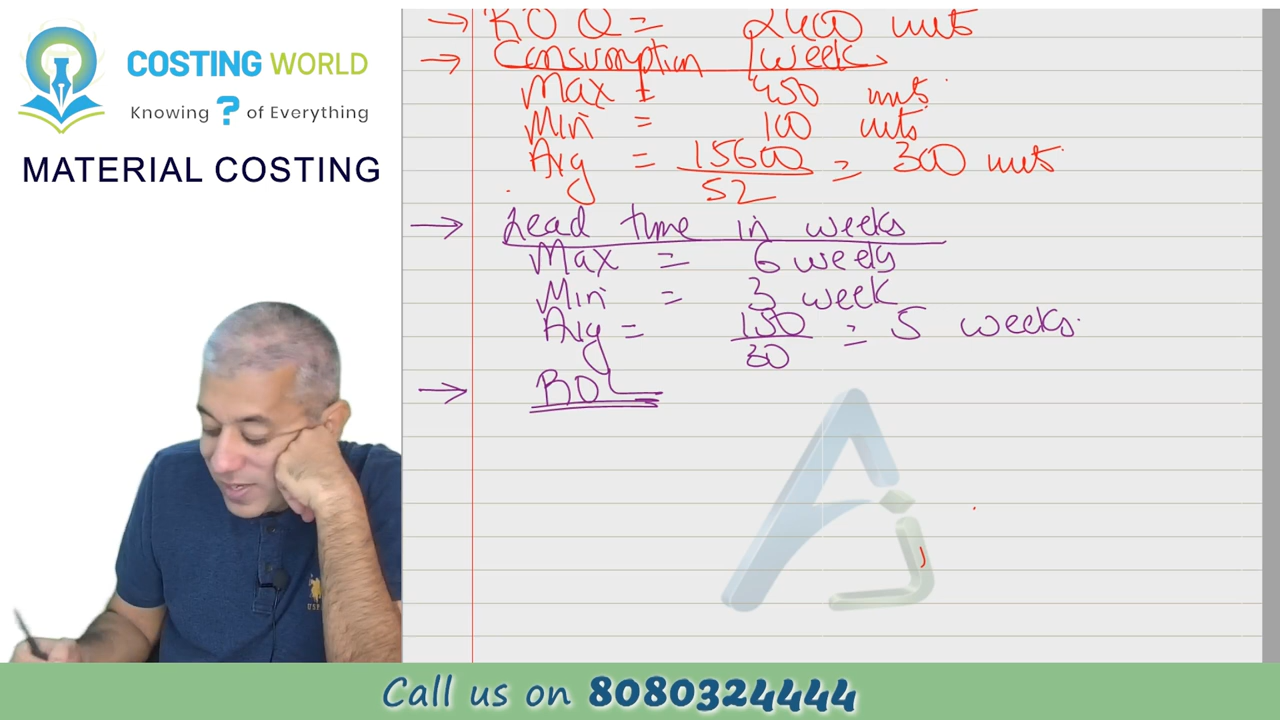 COSTING WORLD
Knowing ? of Everything
MATERIAL COSTING
→ ROQ = 2400 units
→ Consumption / week
Max = 450 units
Min = 100 units
Avg = 15600 / 52 = 300 units
→ Lead time in weeks
Max = 6 weeks
Min = 3 week
Avg = 150 / 30 = 5 weeks
→ ROL
Call us on 8080324444